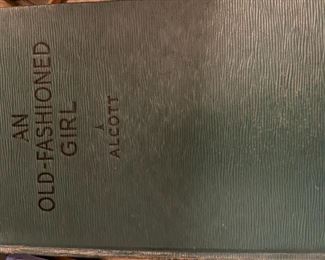 AN
OLD-FASHIONED
GIRL
ALCOTT